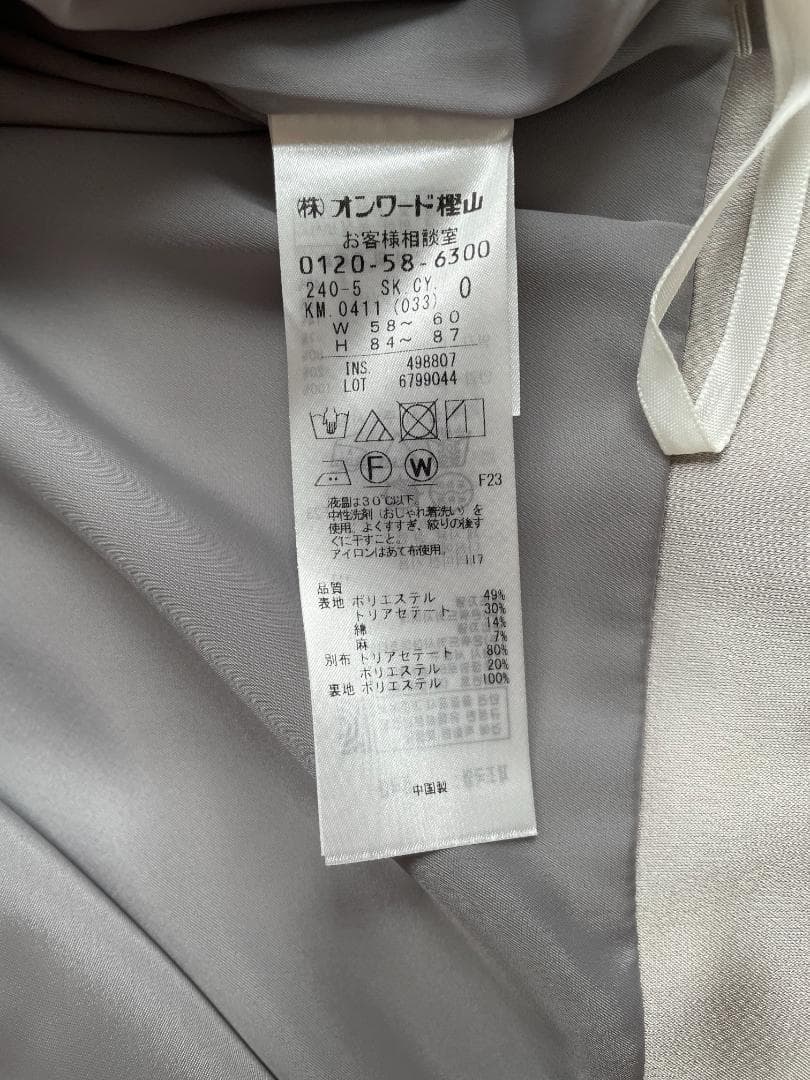 ㈱オンワード樫山
お客様相談室
0120-58-6300
240-5 SK.CY. 0
KM.0411 (033)
W 58～ 60
H 84～ 87
INS. 498807
LOT 6799044
F W F23
液温は30℃以下。
中性洗剤（おしゃれ着洗い）を
使用。よくすすぎ、絞りの後す
ぐに干すこと。
アイロンはあて布使用。
117
品質
表地 ポリエステル 49%
トリアセテート 30%
綿 14%
麻 7%
別布 トリアセテート 80%
ポリエステル 20%
裏地 ポリエステル 100%
中国製